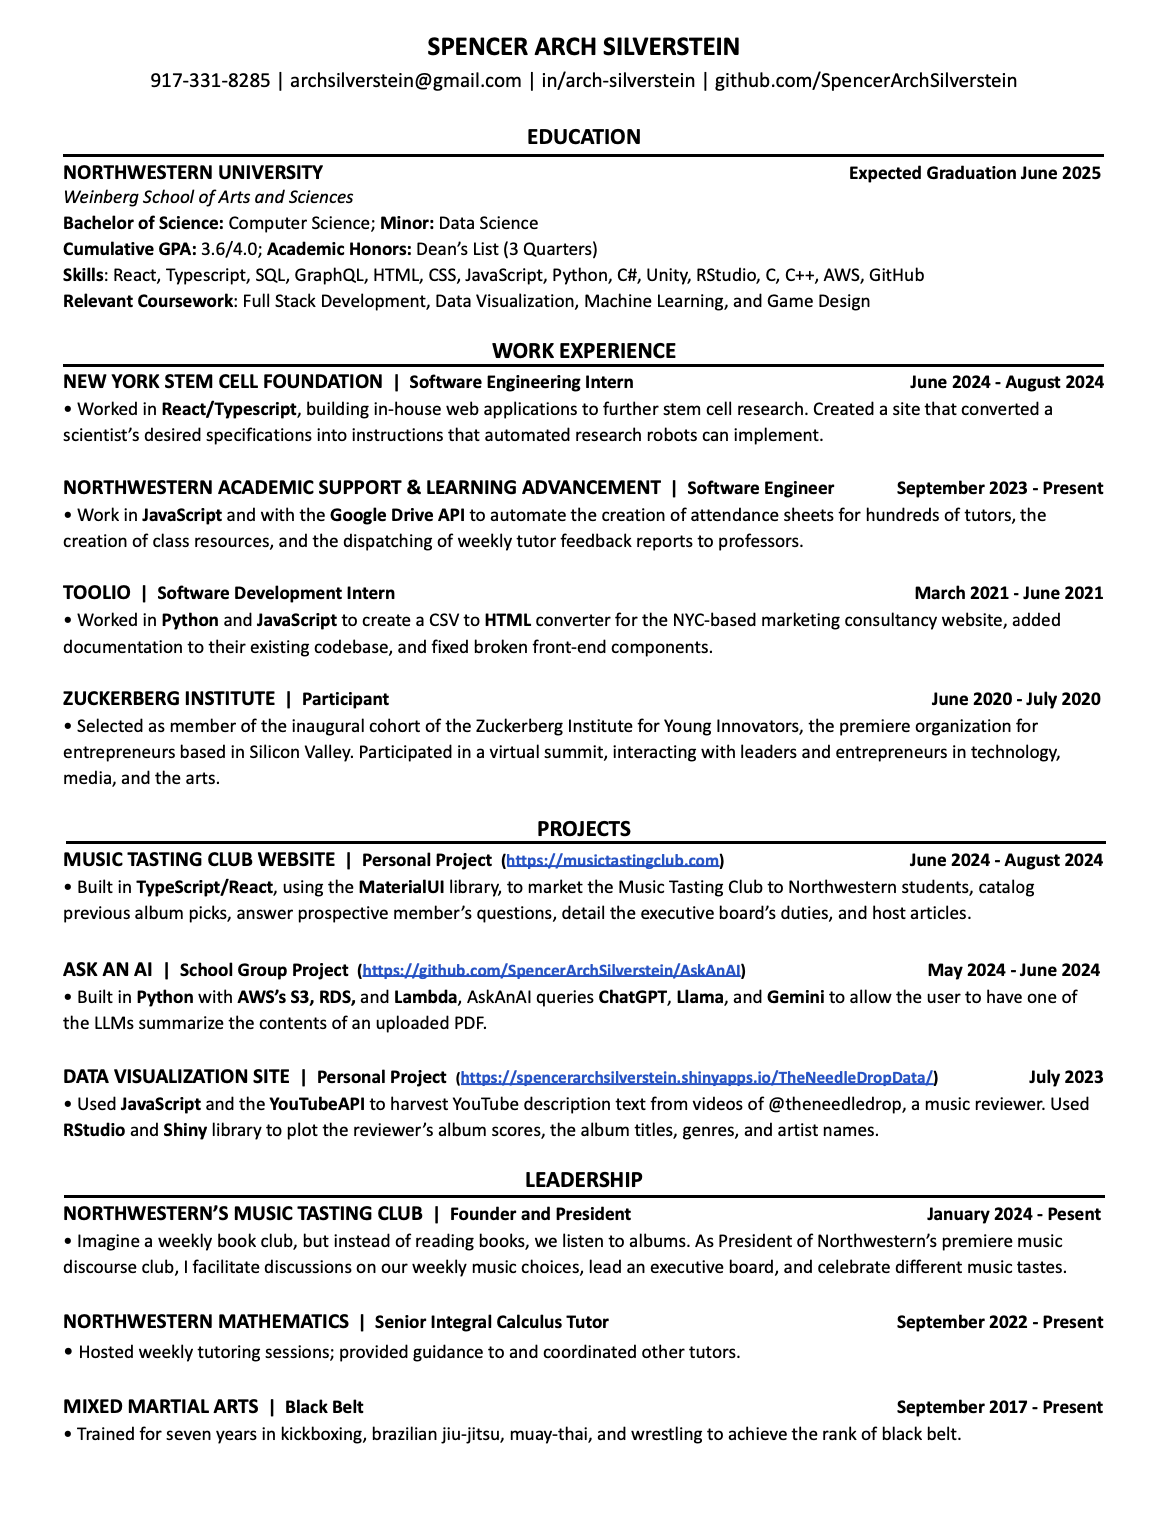 SPENCER ARCH SILVERSTEIN
917-331-8285 | archsilverstein@gmail.com | in/arch-silverstein | github.com/SpencerArchSilverstein
EDUCATION
NORTHWESTERN UNIVERSITY Expected Graduation June 2025
Weinberg School of Arts and Sciences
Bachelor of Science: Computer Science; Minor: Data Science
Cumulative GPA: 3.6/4.0; Academic Honors: Dean’s List (3 Quarters)
Skills: React, Typescript, SQL, GraphQL, HTML, CSS, JavaScript, Python, C#, Unity, RStudio, C, C++, AWS, GitHub
Relevant Coursework: Full Stack Development, Data Visualization, Machine Learning, and Game Design
WORK EXPERIENCE
NEW YORK STEM CELL FOUNDATION | Software Engineering Intern June 2024 - August 2024
• Worked in React/Typescript, building in-house web applications to further stem cell research. Created a site that converted a
scientist’s desired specifications into instructions that automated research robots can implement.
NORTHWESTERN ACADEMIC SUPPORT & LEARNING ADVANCEMENT | Software Engineer September 2023 - Present
• Work in JavaScript and with the Google Drive API to automate the creation of attendance sheets for hundreds of tutors, the
creation of class resources, and the dispatching of weekly tutor feedback reports to professors.
TOOLIO | Software Development Intern March 2021 - June 2021
• Worked in Python and JavaScript to create a CSV to HTML converter for the NYC-based marketing consultancy website, added
documentation to their existing codebase, and fixed broken front-end components.
ZUCKERBERG INSTITUTE | Participant June 2020 - July 2020
• Selected as member of the inaugural cohort of the Zuckerberg Institute for Young Innovators, the premiere organization for
entrepreneurs based in Silicon Valley. Participated in a virtual summit, interacting with leaders and entrepreneurs in technology,
media, and the arts.
PROJECTS
MUSIC TASTING CLUB WEBSITE | Personal Project (https://musictastingclub.com) June 2024 - August 2024
• Built in TypeScript/React, using the MaterialUI library, to market the Music Tasting Club to Northwestern students, catalog
previous album picks, answer prospective member’s questions, detail the executive board’s duties, and host articles.
ASK AN AI | School Group Project (https://github.com/SpencerArchSilverstein/AskAnAI) May 2024 - June 2024
• Built in Python with AWS’s S3, RDS, and Lambda, AskAnAI queries ChatGPT, Llama, and Gemini to allow the user to have one of
the LLMs summarize the contents of an uploaded PDF.
DATA VISUALIZATION SITE | Personal Project (https://spencerarchsilverstein.shinyapps.io/TheNeedleDropData/) July 2023
• Used JavaScript and the YouTubeAPI to harvest YouTube description text from videos of @theneedledrop, a music reviewer. Used
RStudio and Shiny library to plot the reviewer’s album scores, the album titles, genres, and artist names.
LEADERSHIP
NORTHWESTERN’S MUSIC TASTING CLUB | Founder and President January 2024 - Pesent
• Imagine a weekly book club, but instead of reading books, we listen to albums. As President of Northwestern’s premiere music
discourse club, I facilitate discussions on our weekly music choices, lead an executive board, and celebrate different music tastes.
NORTHWESTERN MATHEMATICS | Senior Integral Calculus Tutor September 2022 - Present
• Hosted weekly tutoring sessions; provided guidance to and coordinated other tutors.
MIXED MARTIAL ARTS | Black Belt September 2017 - Present
• Trained for seven years in kickboxing, brazilian jiu-jitsu, muay-thai, and wrestling to achieve the rank of black belt.